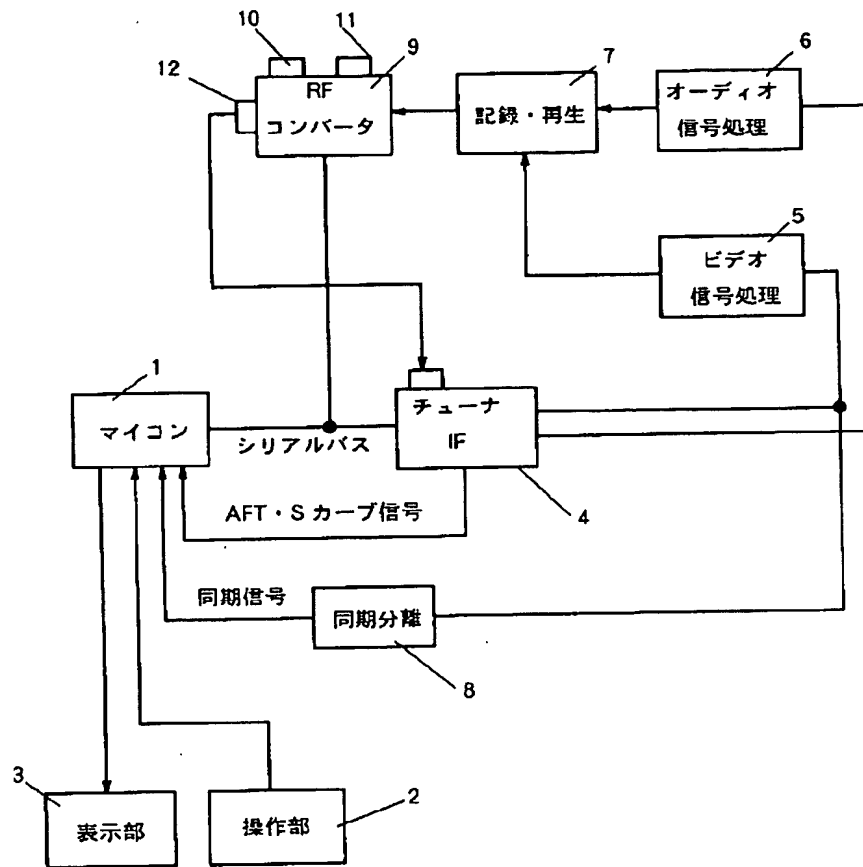 10
11
12
9
RF
コンバータ
7
記録・再生
6
オーディオ
信号処理
5
ビデオ
信号処理
1
マイコン
シリアルバス
チューナ
IF
4
AFT・Sカーブ信号
同期信号
同期分離
8
3
表示部
操作部
2